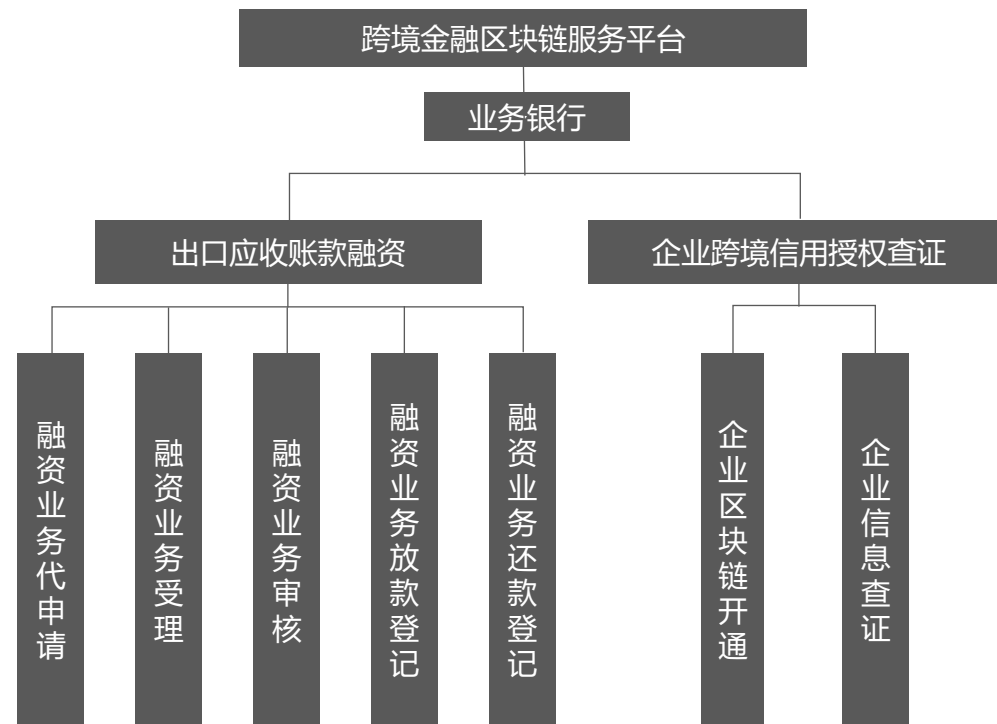 跨境金融区块链服务平台
业务银行
出口应收账款融资
企业跨境信用授权查证
融资业务代申请
融资业务受理
融资业务审核
融资业务放款登记
融资业务还款登记
企业区块链开通
企业信息查证